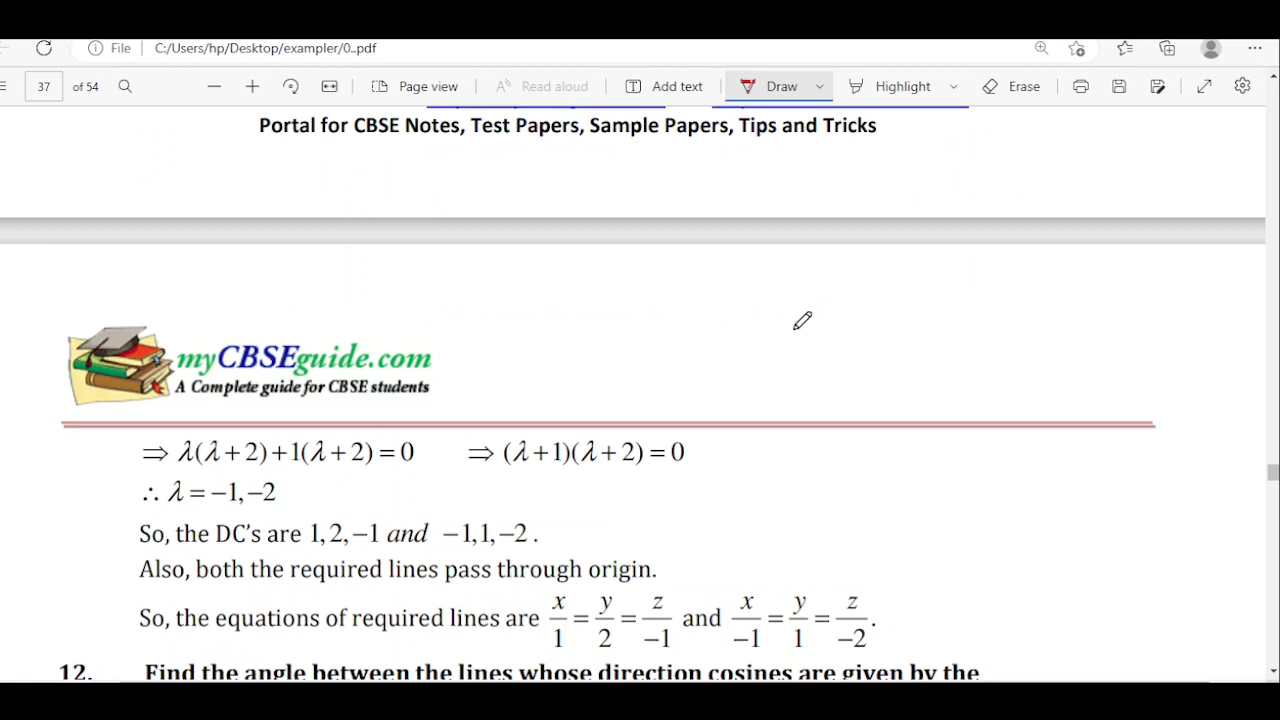 File C:/Users/hp/Desktop/exampler/0..pdf
37 of 54 Page view Read aloud Add text Draw Highlight Erase
Portal for CBSE Notes, Test Papers, Sample Papers, Tips and Tricks
myCBSEguide.com
A Complete guide for CBSE students
⇒ λ(λ+2)+1(λ+2)=0 ⇒ (λ+1)(λ+2)=0
∴ λ = −1, −2
So, the DC’s are 1, 2, −1 and −1, 1, −2.
Also, both the required lines pass through origin.
So, the equations of required lines are x/1 = y/2 = z/−1 and x/−1 = y/1 = z/−2.
12. Find the angle between the lines whose direction cosines are given by the